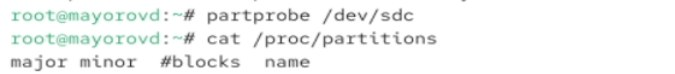 root@mayorovd:~# partprobe /dev/sdc
root@mayorovd:~# cat /proc/partitions
major minor  #blocks  name